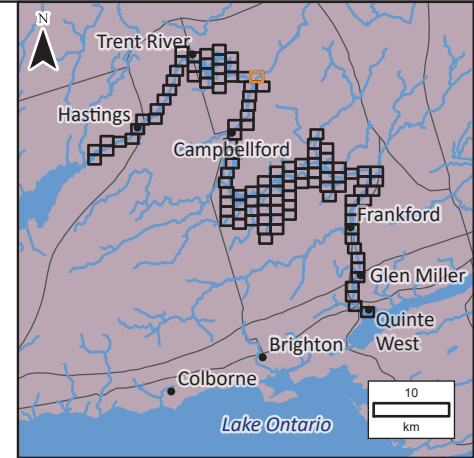 N
Trent River
Hastings
Campbellford
Frankford
Glen Miller
Quinte
West
Brighton
Colborne
Lake Ontario
10
km